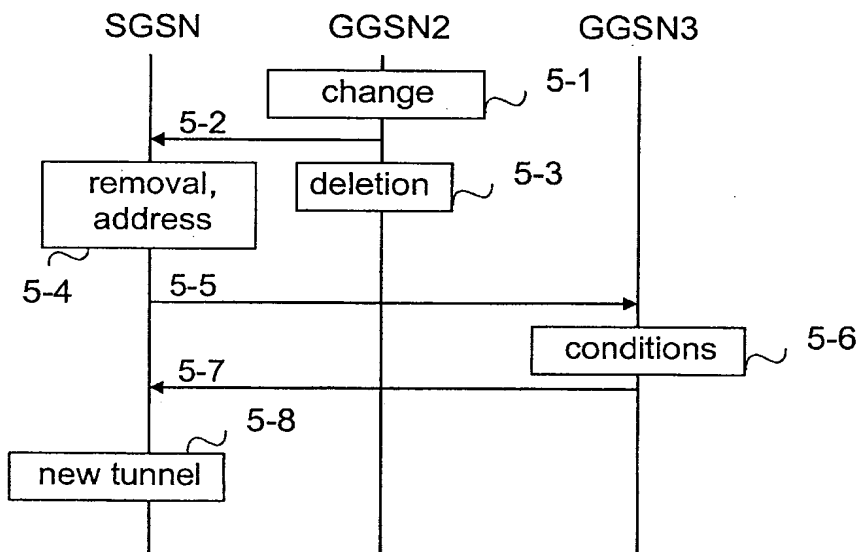 SGSN GGSN2 GGSN3
change 5-1
5-2
removal,
address
deletion 5-3
5-4
5-5
conditions 5-6
5-7
5-8
new tunnel